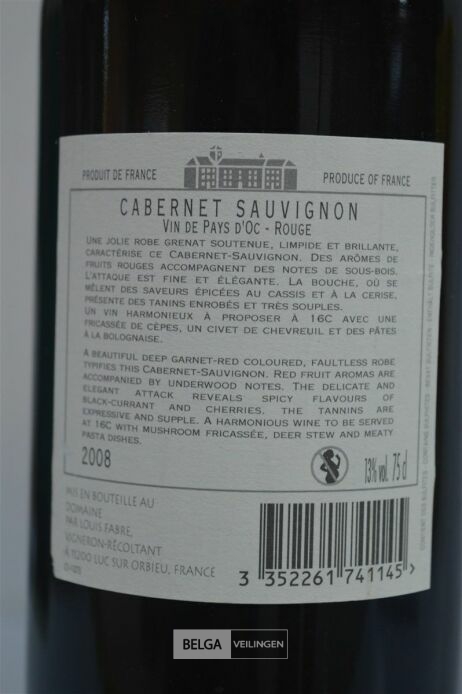 PRODUIT DE FRANCE
PRODUCE OF FRANCE
CABERNET SAUVIGNON
VIN DE PAYS D'OC - ROUGE
UNE JOLIE ROBE GRENAT SOUTENUE, LIMPIDE ET BRILLANTE,
CARACTÉRISE CE CABERNET-SAUVIGNON. DES ARÔMES DE
FRUITS ROUGES ACCOMPAGNENT DES NOTES DE SOUS-BOIS.
L'ATTAQUE EST FINE ET ÉLÉGANTE. LA BOUCHE, OÙ SE
MÊLENT DES SAVEURS ÉPICÉES AU CASSIS ET À LA CERISE,
PRÉSENTE DES TANINS ENROBÉS ET TRÈS SOUPLES.
UN VIN HARMONIEUX À PROPOSER À 16C AVEC UNE
FRICASSÉE DE CÈPES, UN CIVET DE CHEVREUIL ET DES PÂTES
À LA BOLOGNAISE.
A BEAUTIFUL DEEP GARNET-RED COLOURED, FAULTLESS ROBE
TYPIFIES THIS CABERNET-SAUVIGNON. RED FRUIT AROMAS ARE
ACCOMPANIED BY UNDERWOOD NOTES. THE DELICATE AND
ELEGANT ATTACK REVEALS SPICY FLAVOURS OF
BLACK-CURRANT AND CHERRIES. THE TANNINS ARE
EXPRESSIVE AND SUPPLE. A HARMONIOUS WINE TO BE SERVED
AT 16C WITH MUSHROOM FRICASSÉE, DEER STEW AND MEATY
PASTA DISHES.
2008
13% vol. 75 cl
MIS EN BOUTEILLE AU
DOMAINE
PAR LOUIS FABRE,
VIGNERON-RÉCOLTANT
À 11200 LUC SUR ORBIEU, FRANCE
3 352261 741145 >
BELGA VEILINGEN